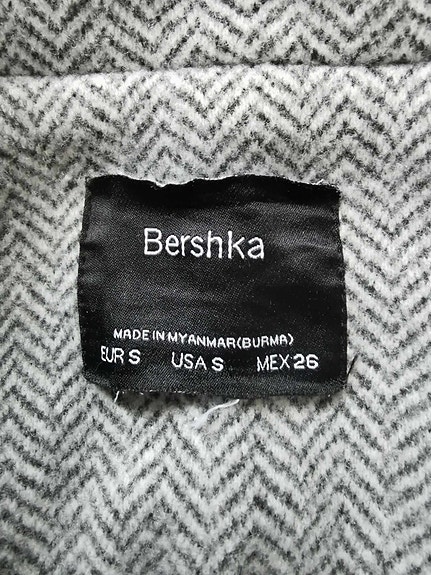 Bershka
MADE IN MYANMAR(BURMA)
EUR S USA S MEX 26